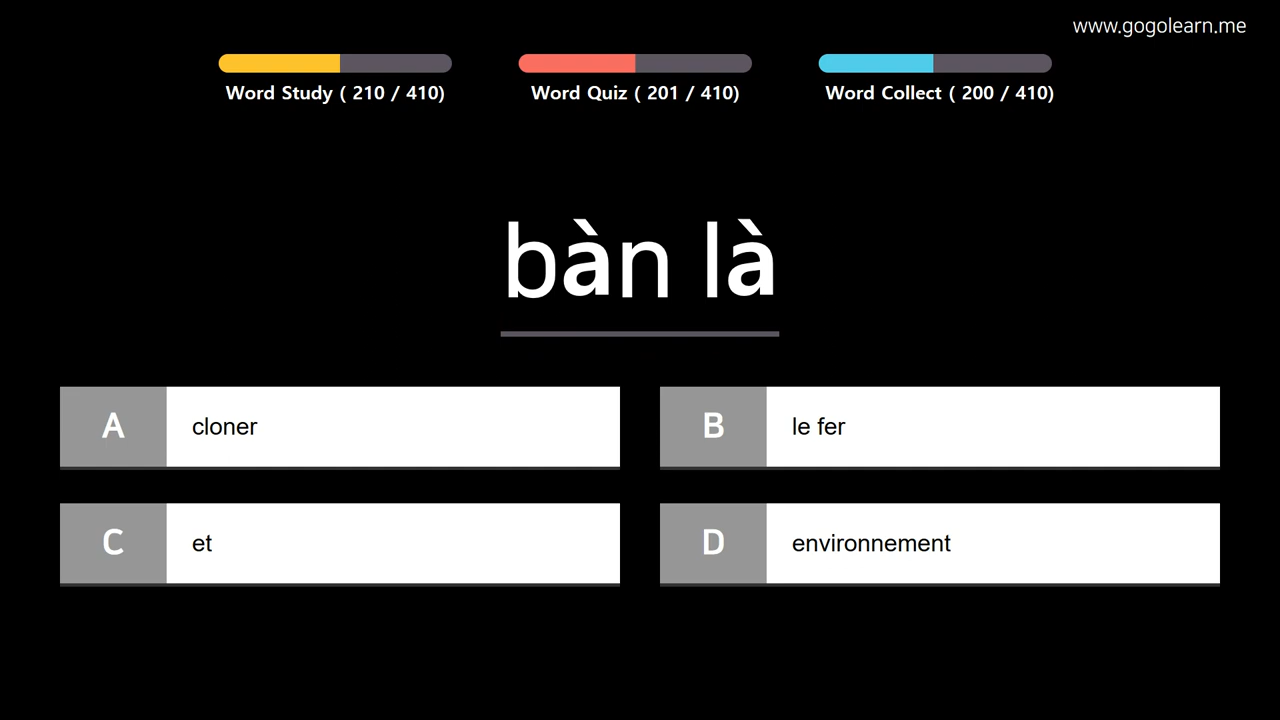 www.gogolearn.me
Word Study ( 210 / 410)
Word Quiz ( 201 / 410)
Word Collect ( 200 / 410)
bàn là
A cloner
B le fer
C et
D environnement